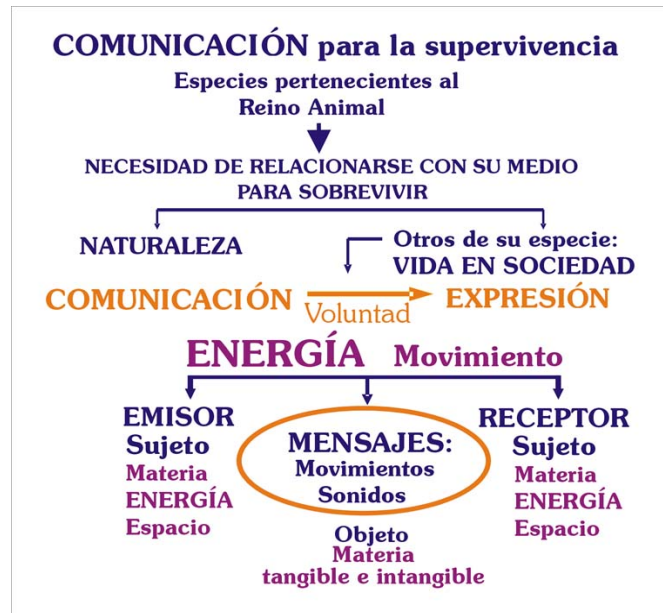 COMUNICACIÓN para la supervivencia
Especies pertenecientes al
Reino Animal
NECESIDAD DE RELACIONARSE CON SU MEDIO
PARA SOBREVIVIR
NATURALEZA
Otros de su especie:
VIDA EN SOCIEDAD
COMUNICACIÓN
Voluntad
EXPRESIÓN
ENERGÍA Movimiento
EMISOR
Sujeto
Materia
ENERGÍA
Espacio
MENSAJES:
Movimientos
Sonidos
Objeto
Materia
tangible e intangible
RECEPTOR
Sujeto
Materia
ENERGÍA
Espacio